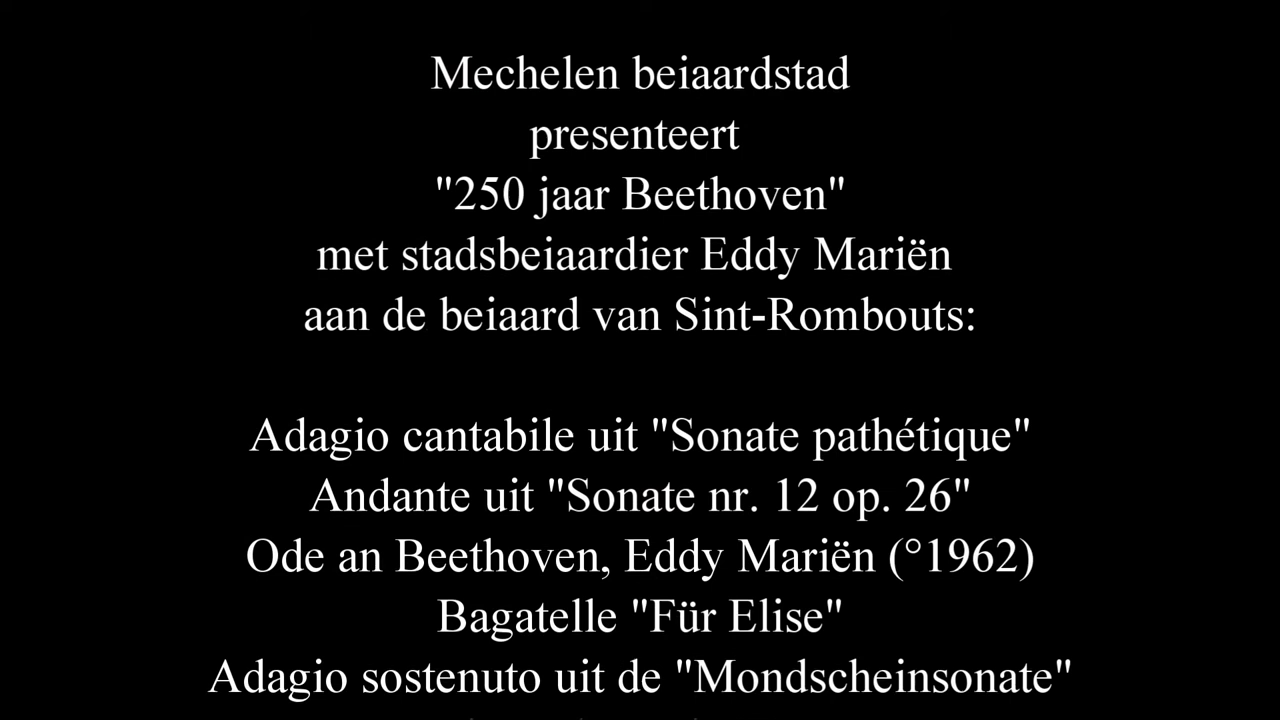 Mechelen beiaardstad
presenteert
"250 jaar Beethoven"
met stadsbeiaardier Eddy Mariën
aan de beiaard van Sint-Rombouts:
Adagio cantabile uit "Sonate pathétique"
Andante uit "Sonate nr. 12 op. 26"
Ode an Beethoven, Eddy Mariën (°1962)
Bagatelle "Für Elise"
Adagio sostenuto uit de "Mondscheinsonate"